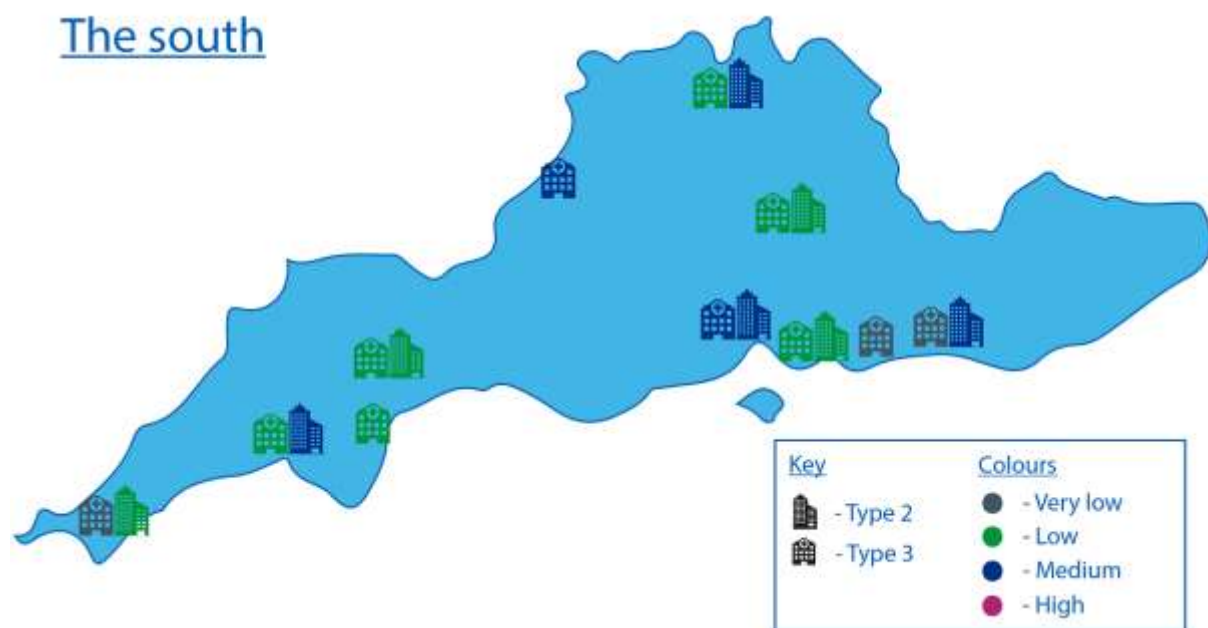 The south
Key
- Type 2
- Type 3
Colours
- Very low
- Low
- Medium
- High